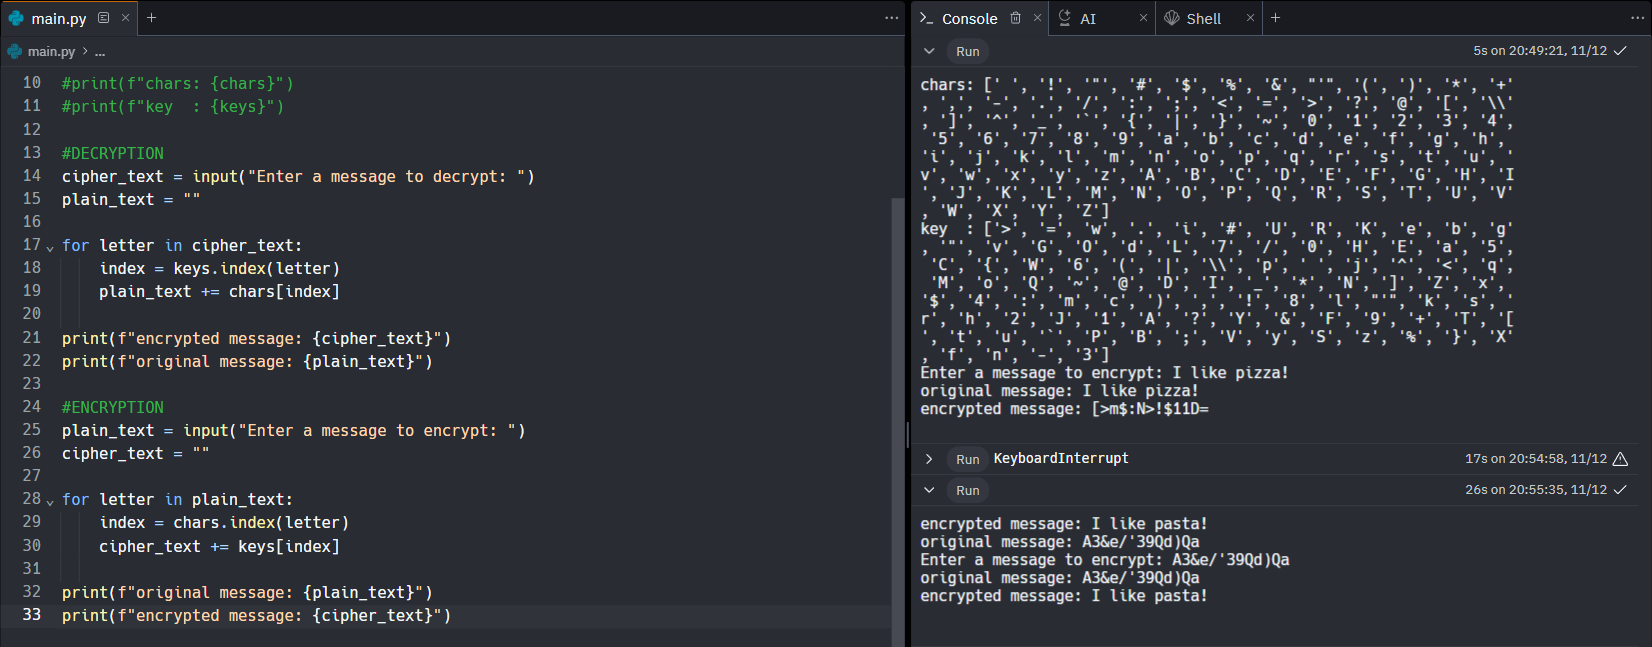 main.py
main.py > ...
10 #print(f"chars: {chars}")
11 #print(f"key  : {keys}")
12
13 #DECRYPTION
14 cipher_text = input("Enter a message to decrypt: ")
15 plain_text = ""
16
17 for letter in cipher_text:
18     index = keys.index(letter)
19     plain_text += chars[index]
20
21 print(f"encrypted message: {cipher_text}")
22 print(f"original message: {plain_text}")
23
24 #ENCRYPTION
25 plain_text = input("Enter a message to encrypt: ")
26 cipher_text = ""
27
28 for letter in plain_text:
29     index = chars.index(letter)
30     cipher_text += keys[index]
31
32 print(f"original message: {plain_text}")
33 print(f"encrypted message: {cipher_text}")
Console
AI
Shell
Run 5s on 20:49:21, 11/12
chars: [' ', '!', '"', '#', '$', '%', '&', "'", '(', ')', '*', '+'
, ',', '-', '.', '/', ':', ';', '<', '=', '>', '?', '@', '[', '\\'
, ']', '^', '_', '`', '{', '|', '}', '~', '0', '1', '2', '3', '4',
'5', '6', '7', '8', '9', 'a', 'b', 'c', 'd', 'e', 'f', 'g', 'h',
'i', 'j', 'k', 'l', 'm', 'n', 'o', 'p', 'q', 'r', 's', 't', 'u', '
v', 'w', 'x', 'y', 'z', 'A', 'B', 'C', 'D', 'E', 'F', 'G', 'H', 'I
', 'J', 'K', 'L', 'M', 'N', 'O', 'P', 'Q', 'R', 'S', 'T', 'U', 'V'
, 'W', 'X', 'Y', 'Z']
key  : ['>', '=', 'w', '.', 'i', '#', 'U', 'R', 'K', 'e', 'b', 'g'
, '"', 'v', 'G', 'O', 'd', 'L', '7', '/', '0', 'H', 'E', 'a', '5',
'C', '{', 'W', '6', '(', '|', '\\', 'p', ' ', 'j', '^', '<', 'q',
'M', 'o', 'Q', '~', '@', 'D', 'I', '_', '*', 'N', ']', 'Z', 'x',
'$', '4', ':', 'm', 'c', ')', ',', '!', '8', 'l', "'", 'k', 's', '
r', 'h', '2', 'J', '1', 'A', '?', 'Y', '&', 'F', '9', '+', 'T', '[
', 't', 'u', '`', 'P', 'B', ';', 'V', 'y', 'S', 'z', '%', '}', 'X'
, 'f', 'n', '-', '3']
Enter a message to encrypt: I like pizza!
original message: I like pizza!
encrypted message: [>m$:N>!$11D=
Run KeyboardInterrupt 17s on 20:54:58, 11/12
Run 26s on 20:55:35, 11/12
encrypted message: I like pasta!
original message: A3&e/'39Qd)Qa
Enter a message to encrypt: A3&e/'39Qd)Qa
original message: A3&e/'39Qd)Qa
encrypted message: I like pasta!